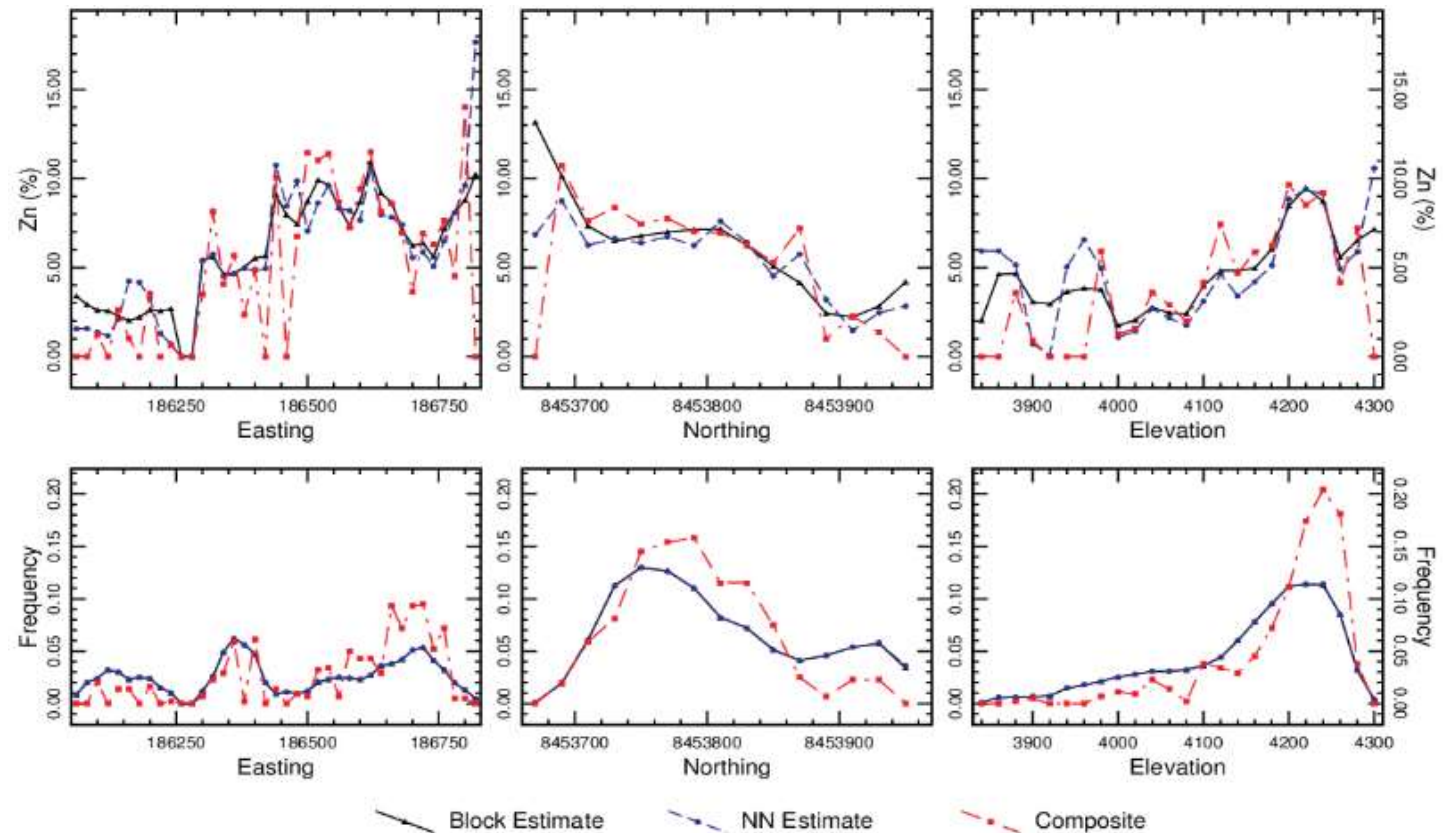 Zn (%)
0.00 5.00 10.00 15.00
186250 186500 186750
Easting
8453700 8453800 8453900
Northing
3900 4000 4100 4200 4300
Elevation
0.00 5.00 10.00 15.00
Zn (%)
Frequency
0.00 0.05 0.10 0.15 0.20
186250 186500 186750
Easting
8453700 8453800 8453900
Northing
3900 4000 4100 4200 4300
Elevation
0.00 0.05 0.10 0.15 0.20
Frequency
0.00 5.00 10.00 15.00
0.00 0.05 0.10 0.15 0.20
Block Estimate NN Estimate Composite